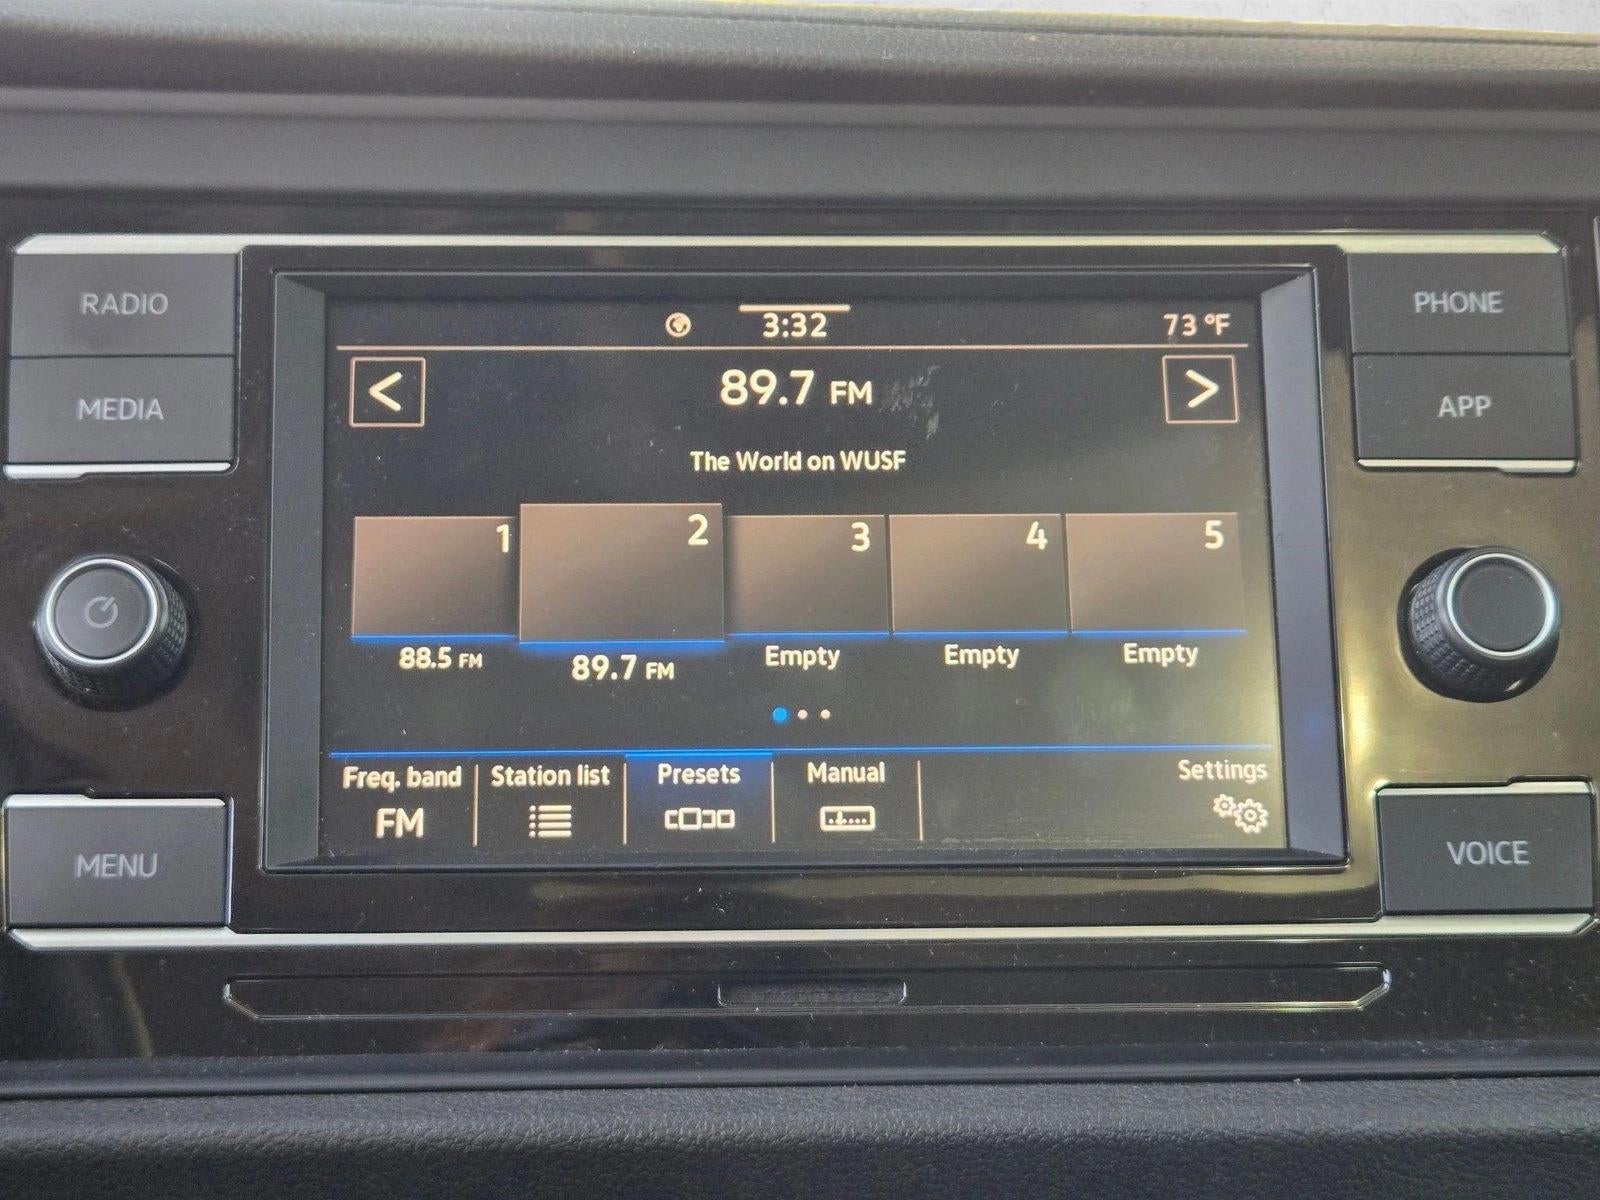 RADIO
MEDIA
MENU
PHONE
APP
VOICE
3:32
73 °F
<
89.7 FM
>
The World on WUSF
1
2
3
4
5
88.5 FM
89.7 FM
Empty
Empty
Empty
Freq. band
FM
Station list
Presets
Manual
Settings